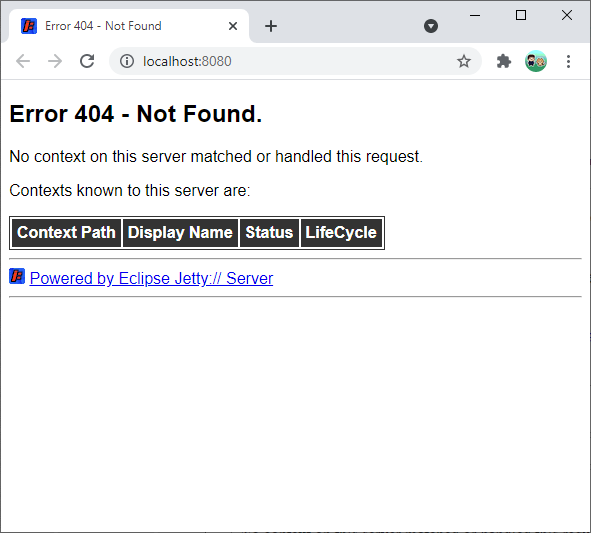 Error 404 - Not Found
localhost:8080
Error 404 - Not Found.
No context on this server matched or handled this request.
Contexts known to this server are:
Context Path Display Name Status LifeCycle
Powered by Eclipse Jetty:// Server